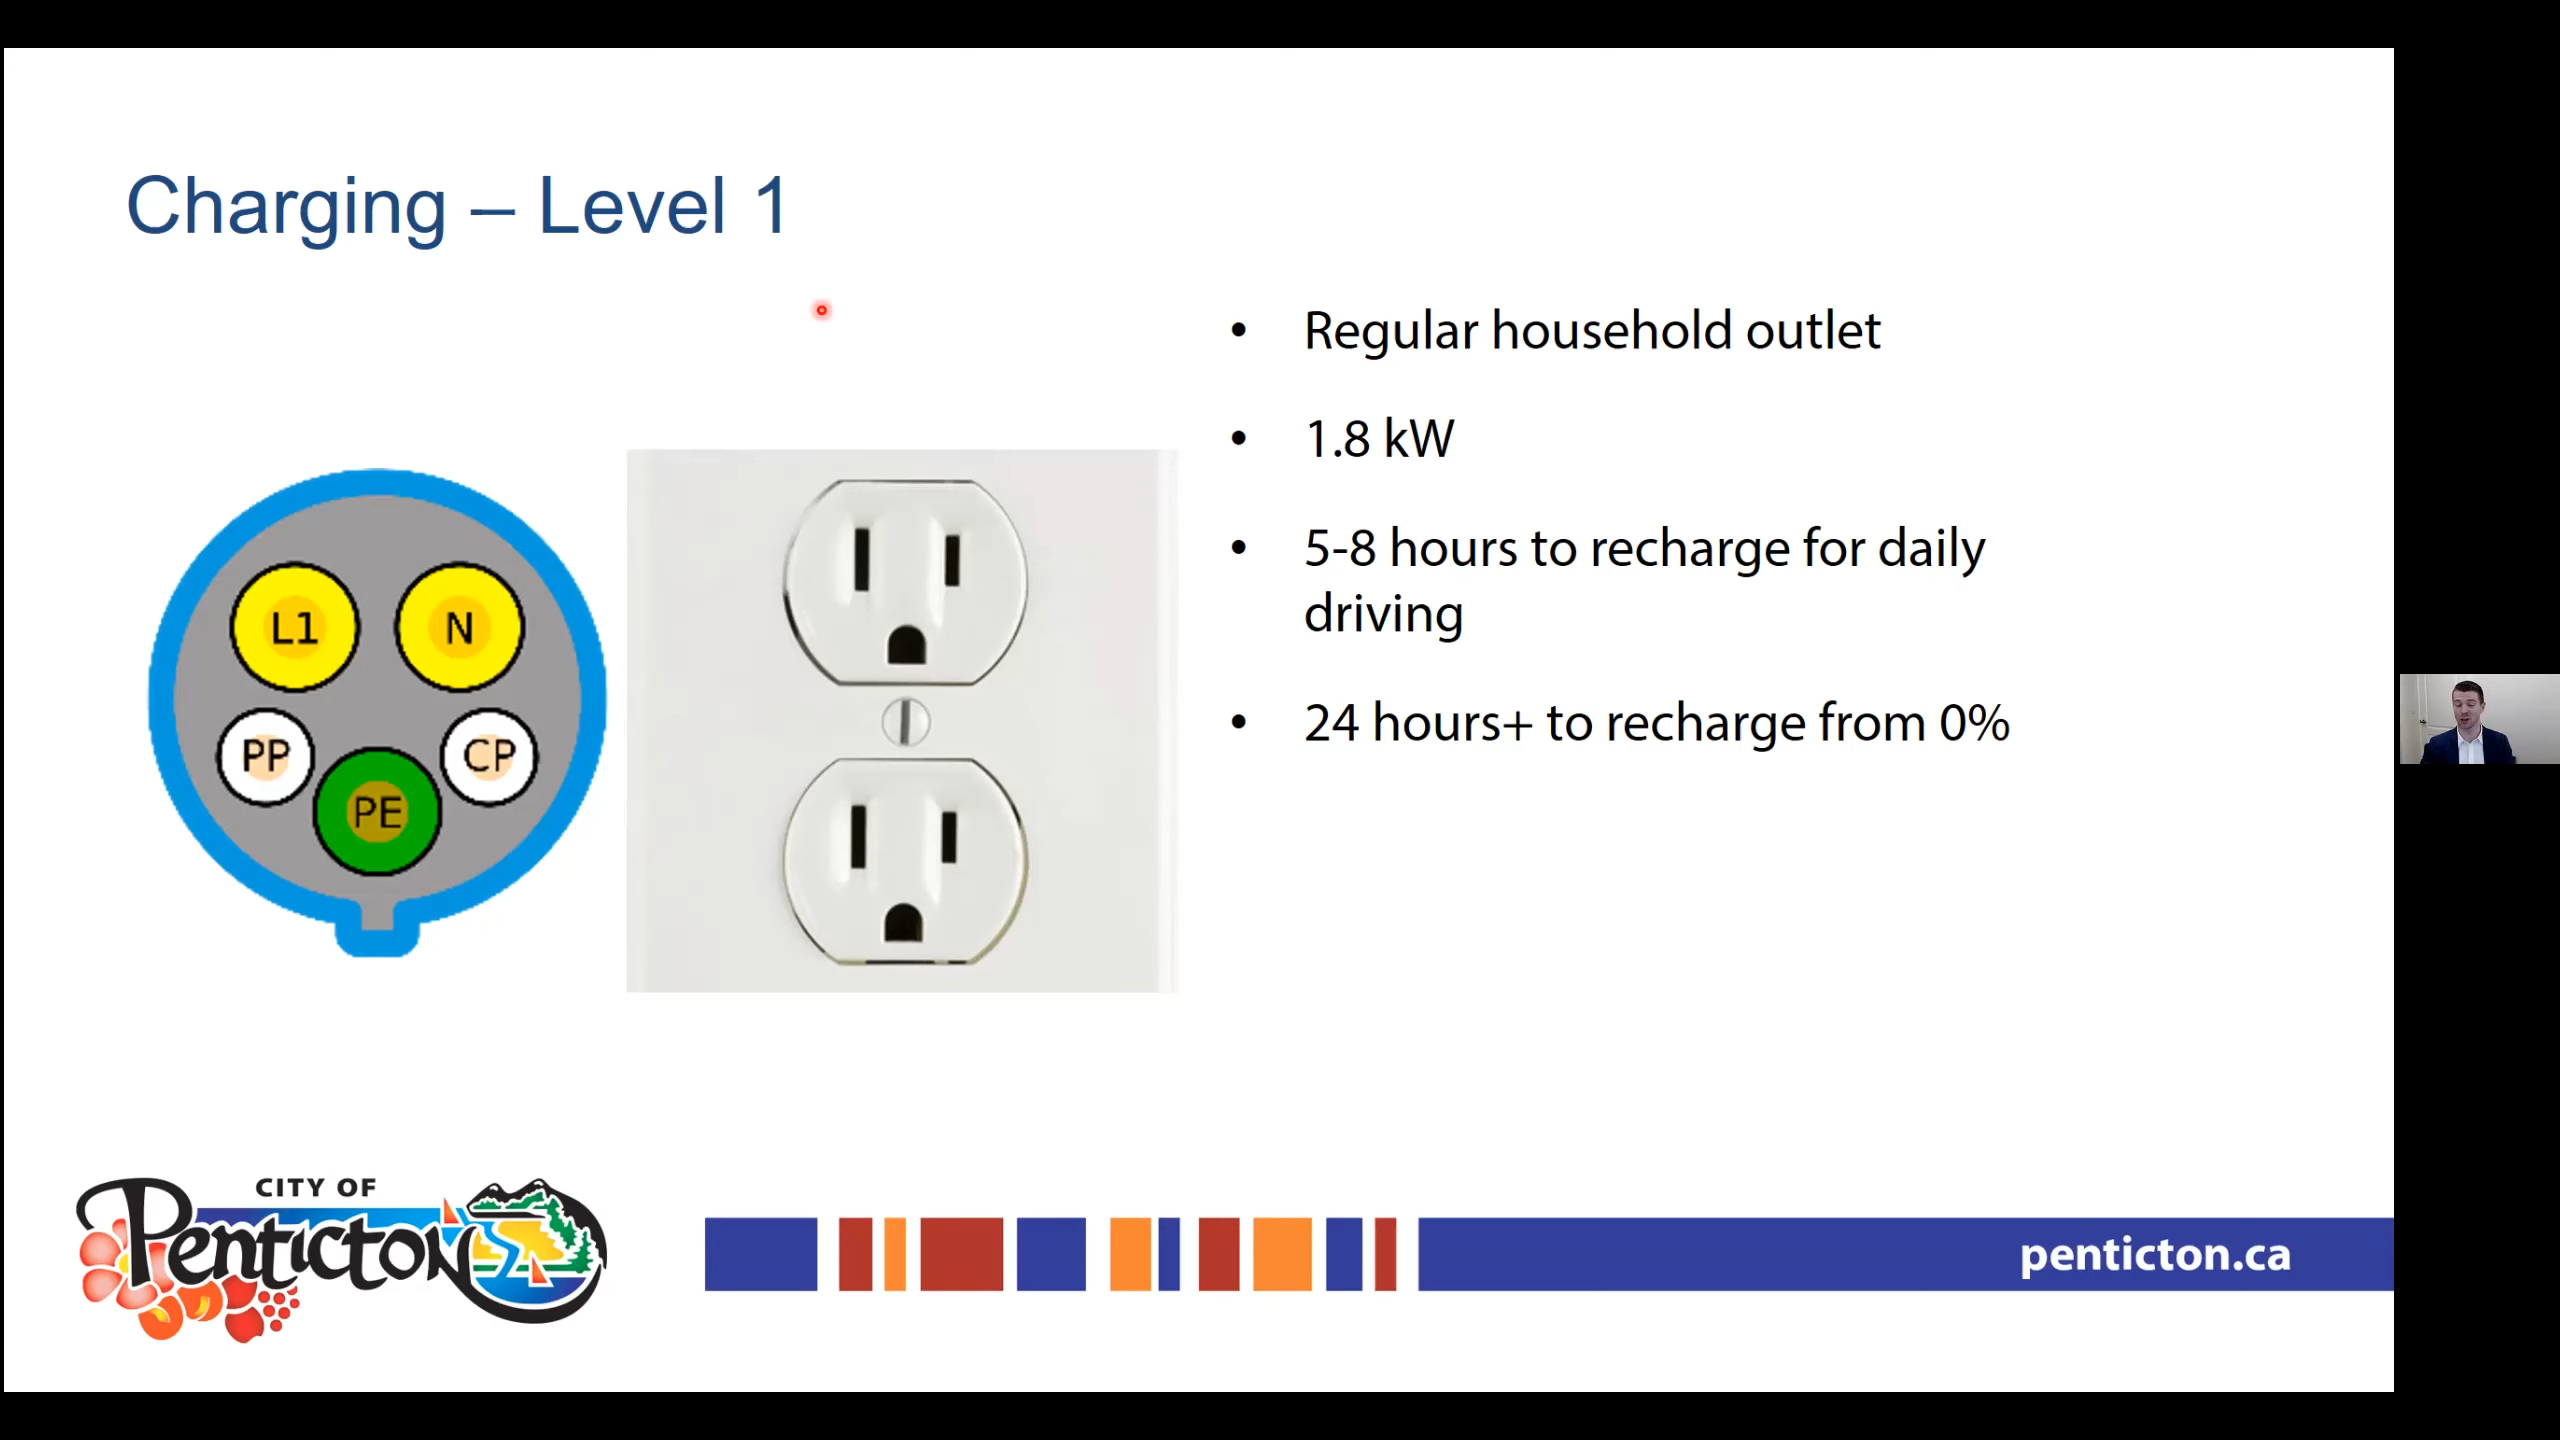 Charging – Level 1
• Regular household outlet
• 1.8 kW
• 5-8 hours to recharge for daily
driving
• 24 hours+ to recharge from 0%
L1 N
PP CP
PE
CITY OF
Penticton
penticton.ca